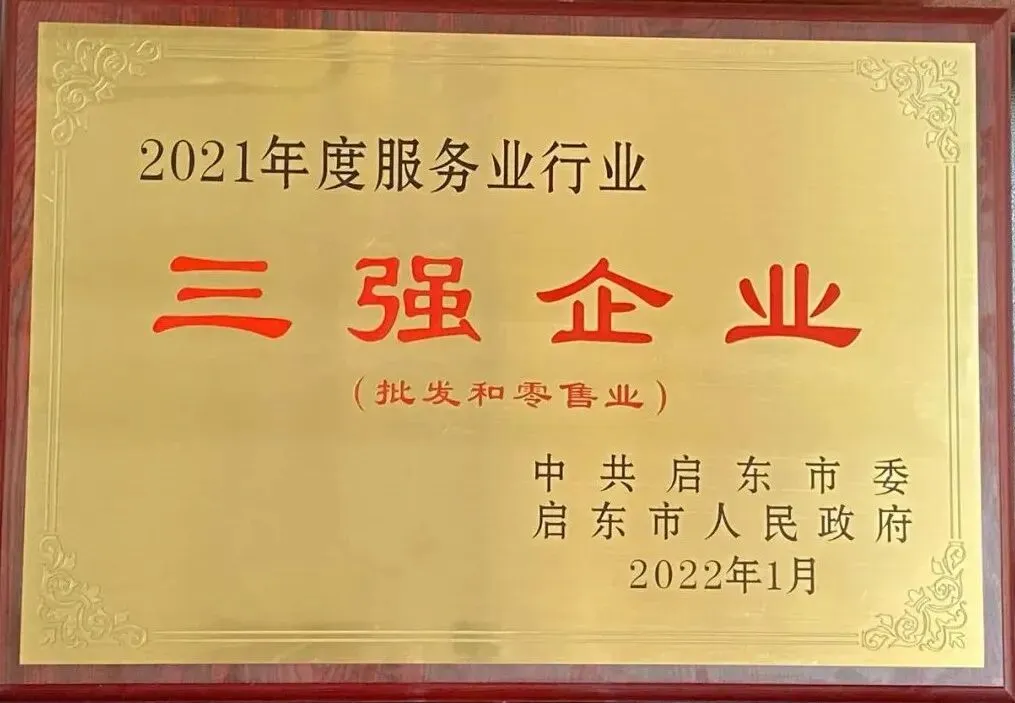 2021年度服务业行业
三强企业
(批发和零售业)
中共启东市委
启东市人民政府
2022年1月